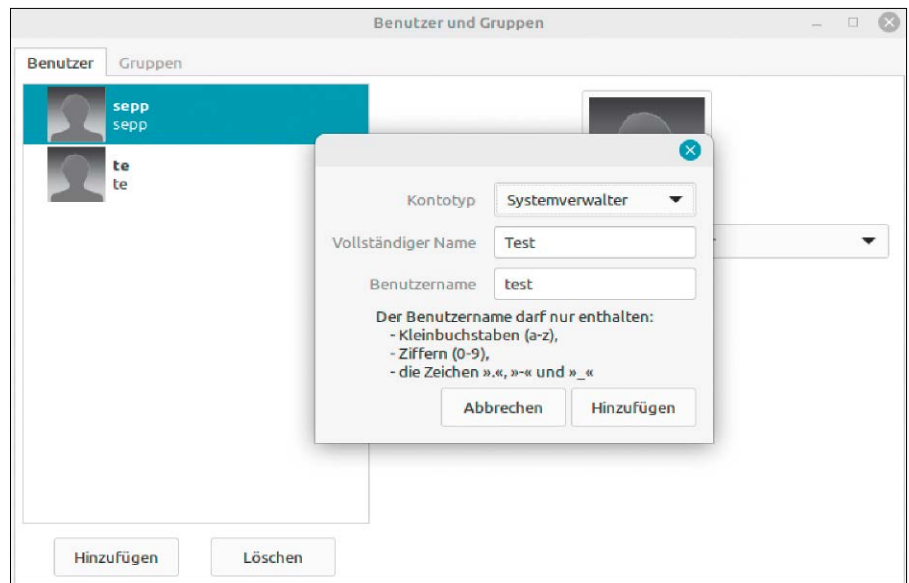 Benutzer und Gruppen
Benutzer Gruppen
sepp
sepp
te
te
Kontotyp Systemverwalter
Vollständiger Name Test
Benutzername test
Der Benutzername darf nur enthalten:
- Kleinbuchstaben (a-z),
- Ziffern (0-9),
- die Zeichen ».«, »-« und »_«
Abbrechen Hinzufügen
Hinzufügen Löschen